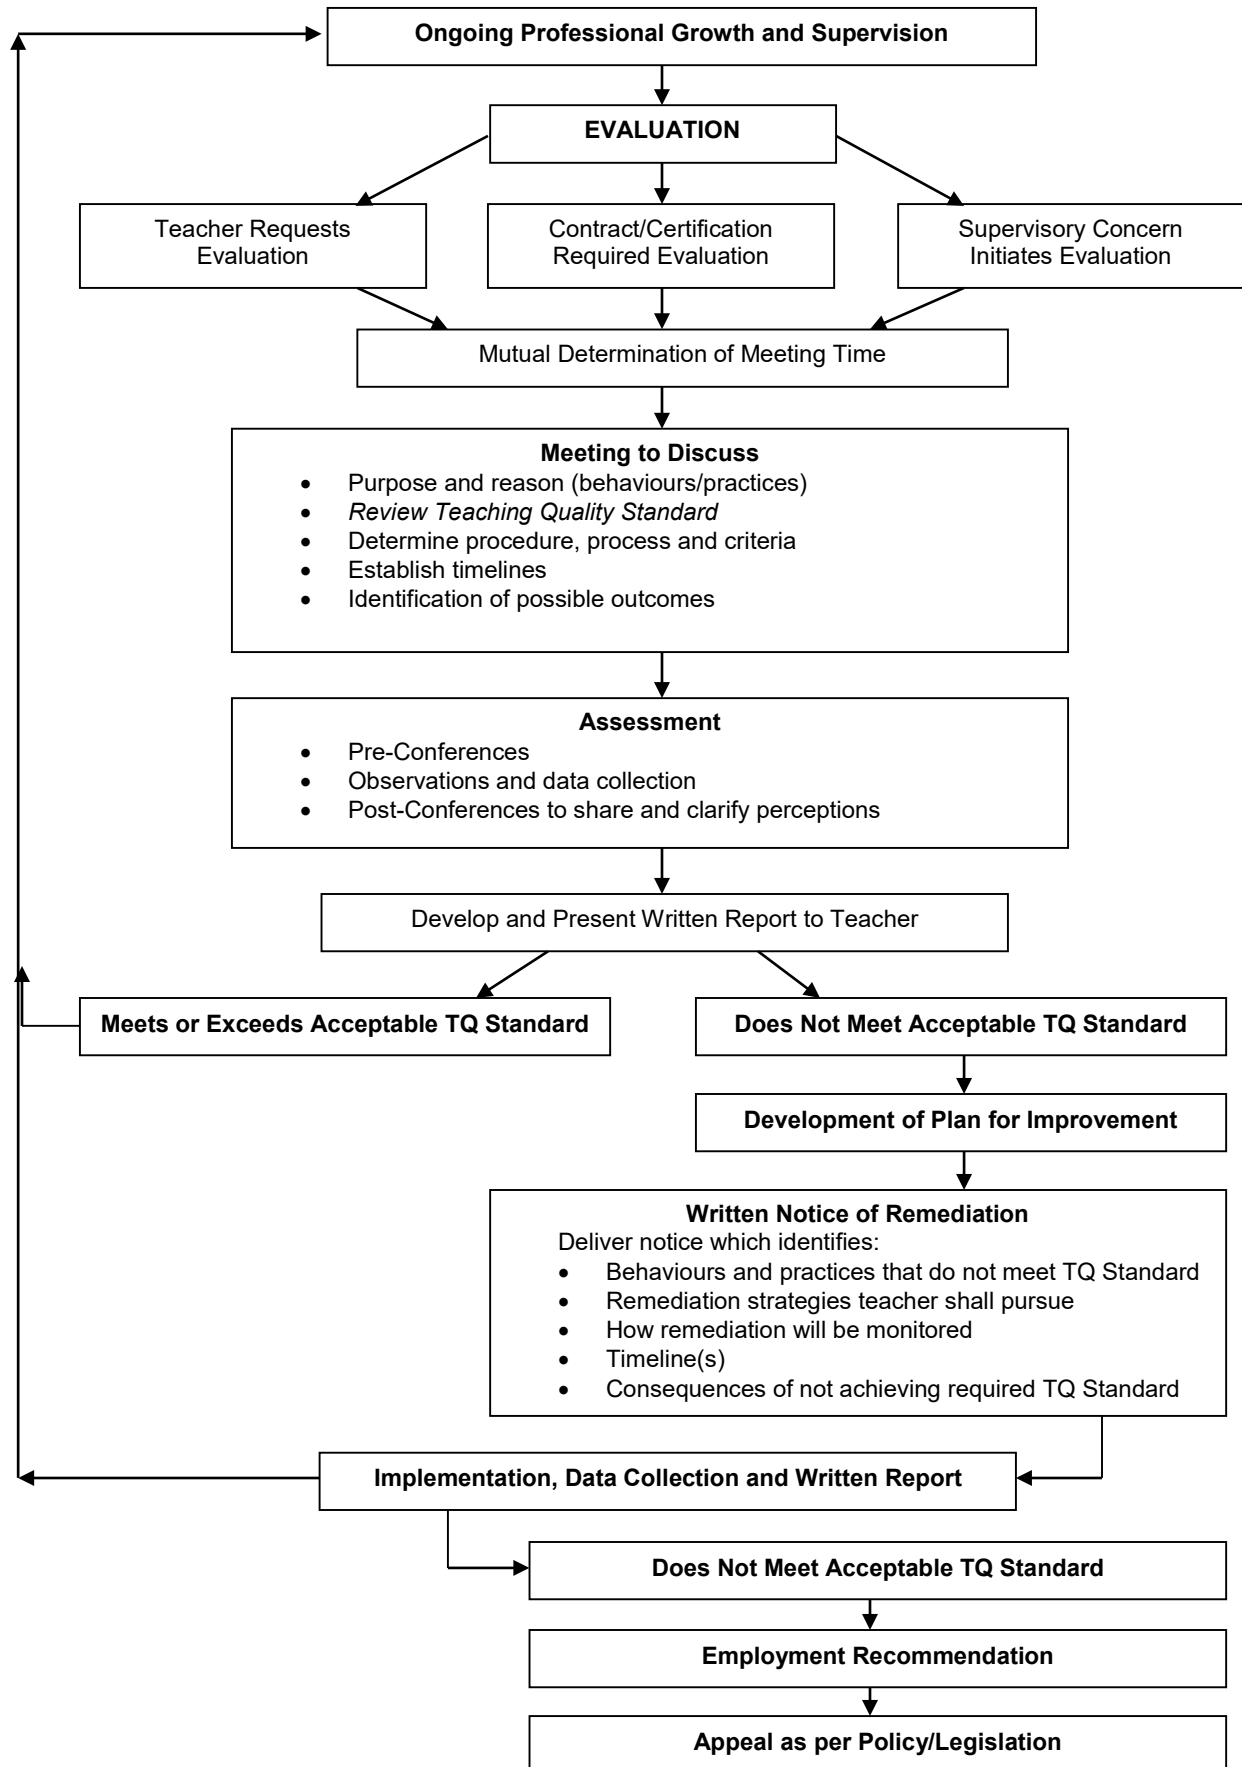 Ongoing Professional Growth and Supervision
EVALUATION
Teacher Requests
Evaluation
Contract/Certification
Required Evaluation
Supervisory Concern
Initiates Evaluation
Mutual Determination of Meeting Time
Meeting to Discuss
• Purpose and reason (behaviours/practices)
• Review Teaching Quality Standard
• Determine procedure, process and criteria
• Establish timelines
• Identification of possible outcomes
Assessment
• Pre-Conferences
• Observations and data collection
• Post-Conferences to share and clarify perceptions
Develop and Present Written Report to Teacher
Meets or Exceeds Acceptable TQ Standard
Does Not Meet Acceptable TQ Standard
Development of Plan for Improvement
Written Notice of Remediation
Deliver notice which identifies:
• Behaviours and practices that do not meet TQ Standard
• Remediation strategies teacher shall pursue
• How remediation will be monitored
• Timeline(s)
• Consequences of not achieving required TQ Standard
Implementation, Data Collection and Written Report
Does Not Meet Acceptable TQ Standard
Employment Recommendation
Appeal as per Policy/Legislation